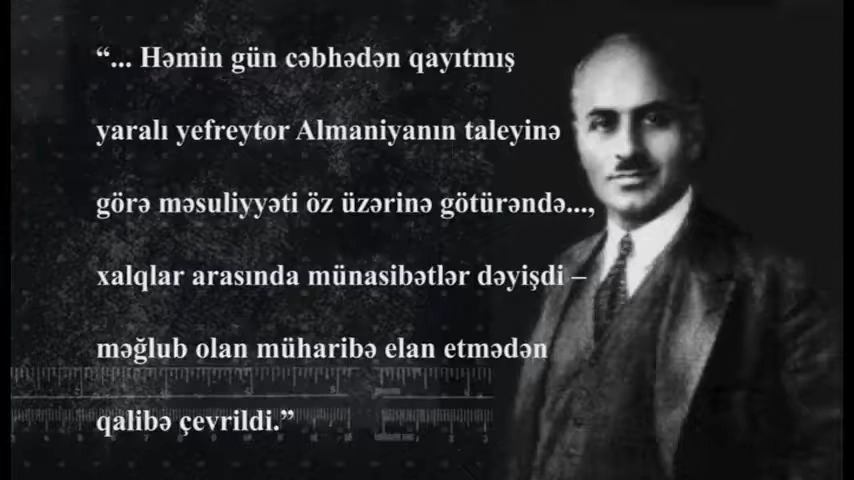 “... Həmin gün cəbhədən qayıtmış
yaralı yefreytor Almaniyanın taleyinə
görə məsuliyyəti öz üzərinə götürəndə...,
xalqlar arasında münasibətlər dəyişdi –
məğlub olan müharibə elan etmədən
qalibə çevrildi.”